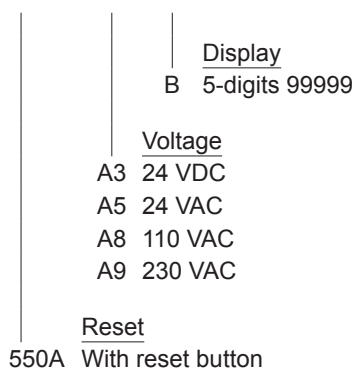 Display
B 5-digits 99999
Voltage
A3 24 VDC
A5 24 VAC
A8 110 VAC
A9 230 VAC
Reset
550A With reset button